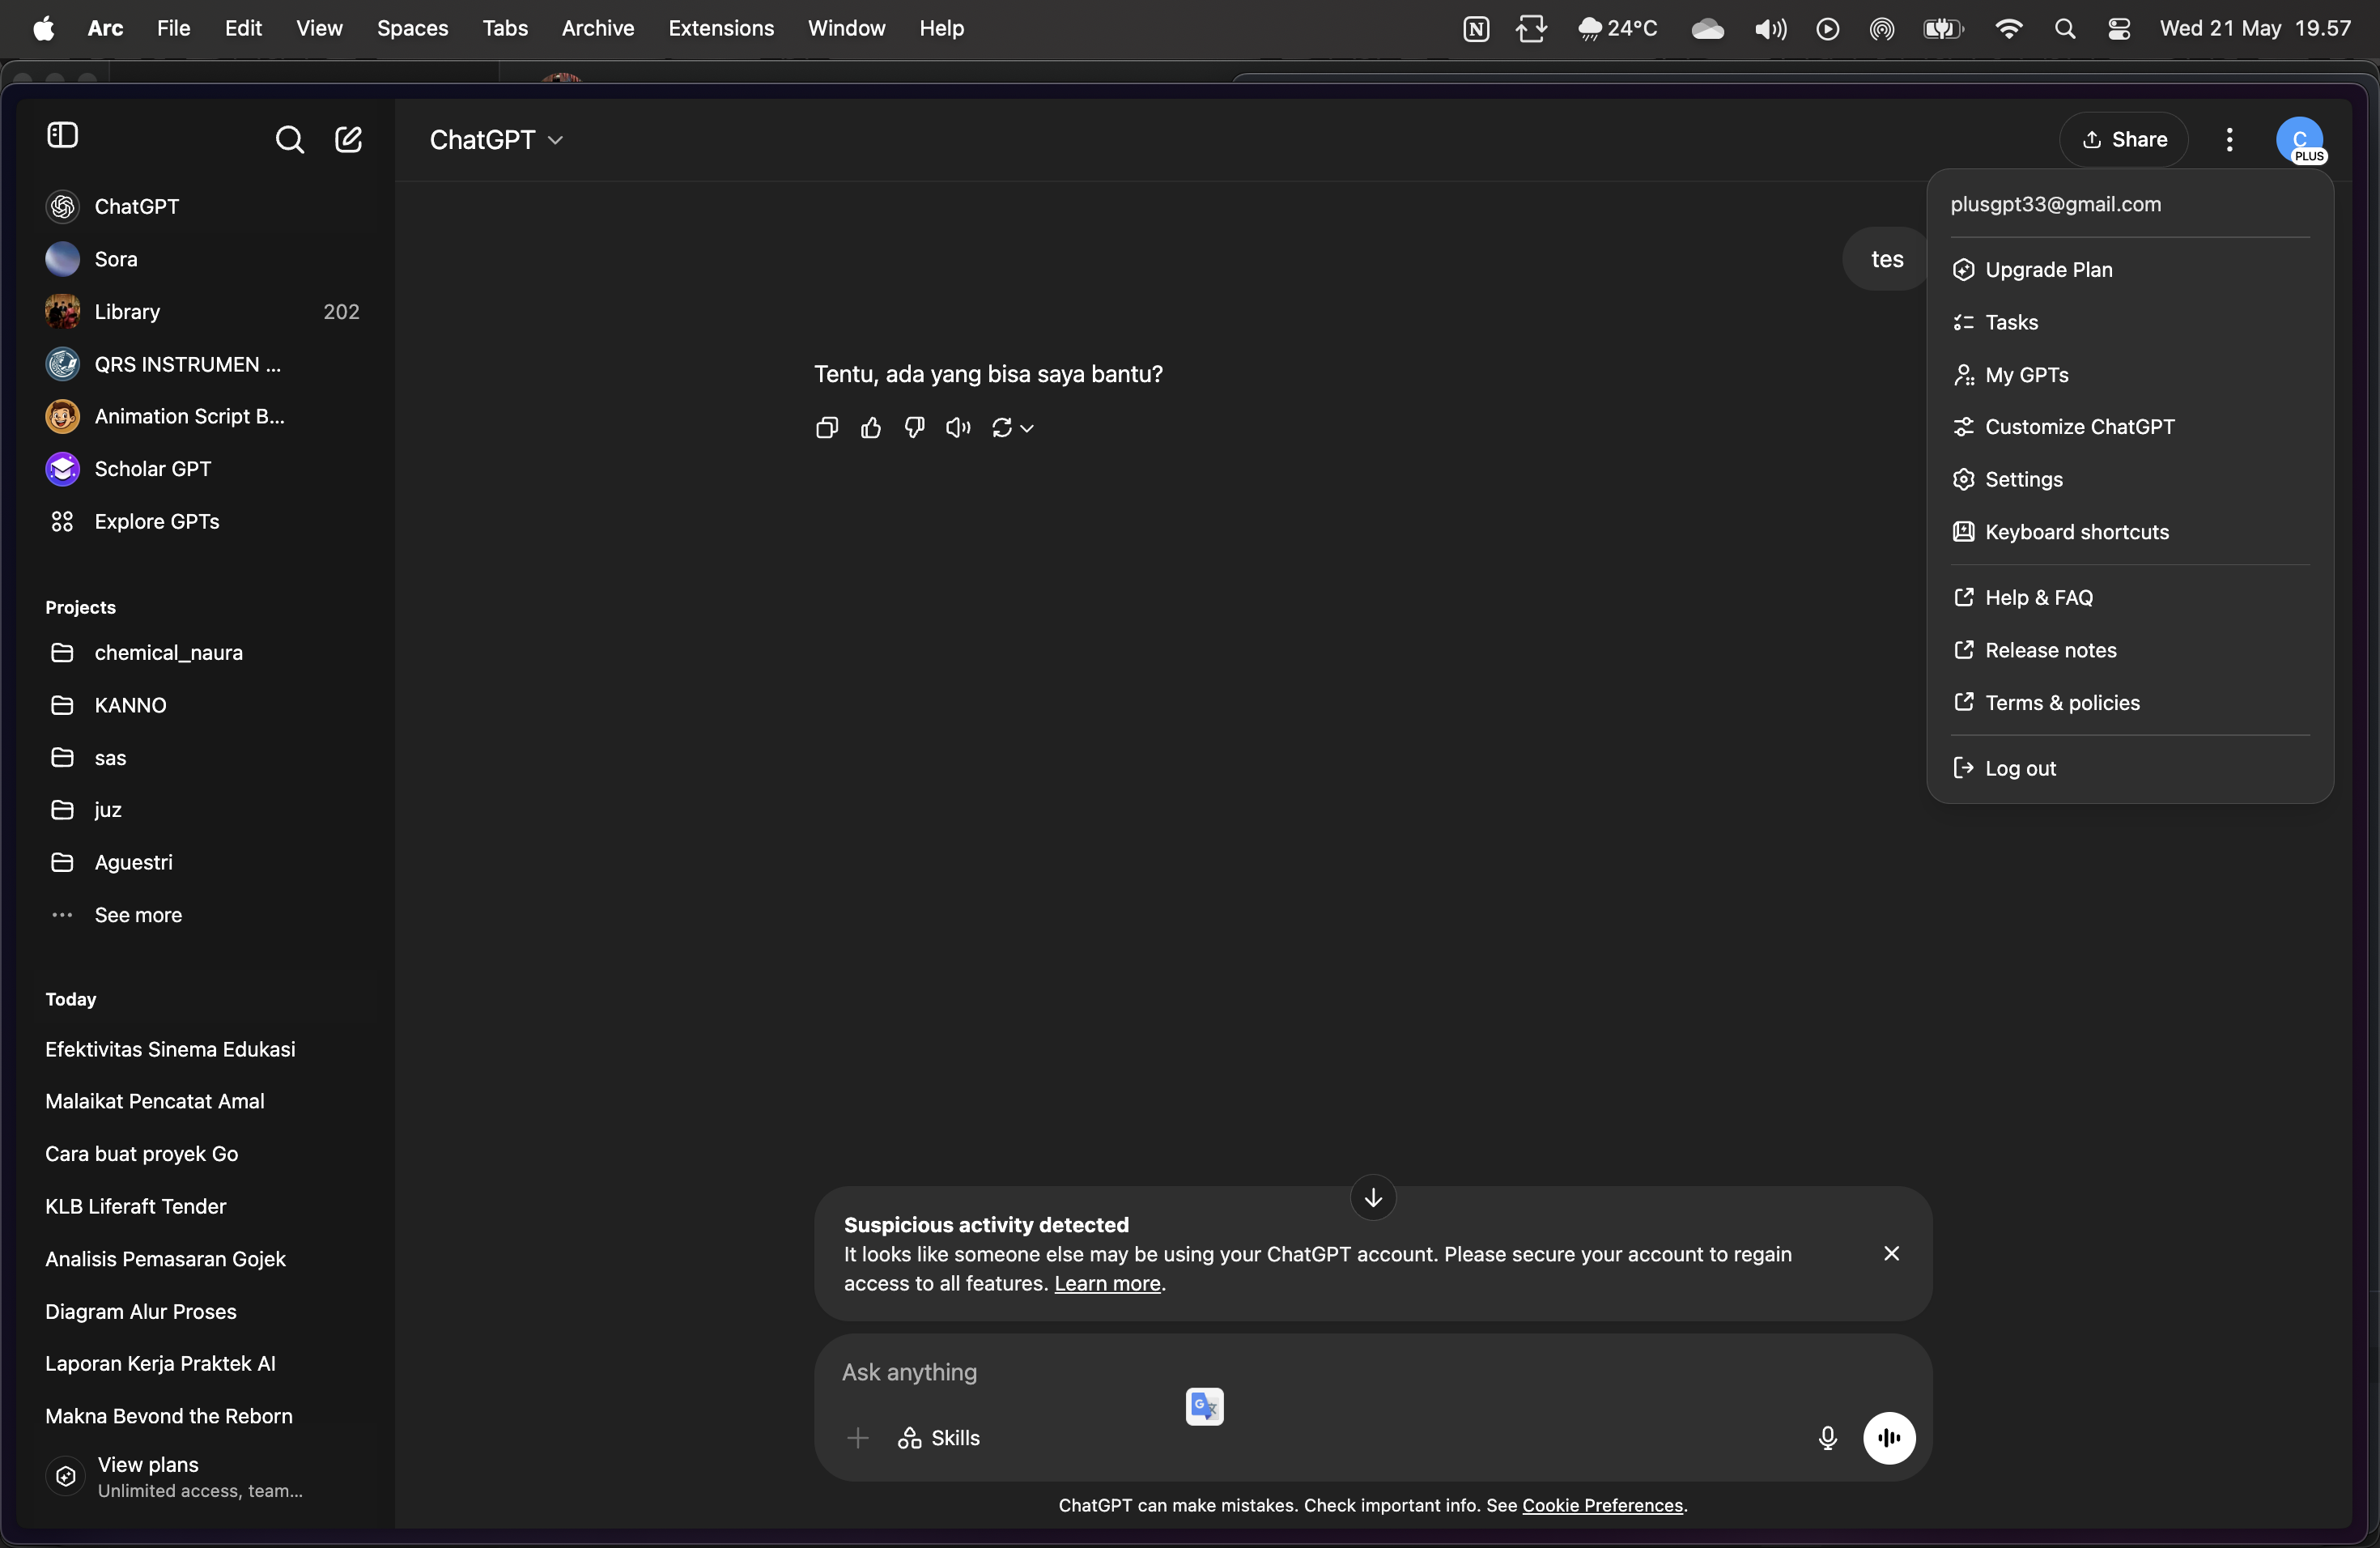 Arc File Edit View Spaces Tabs Archive Extensions Window Help 24°C Wed 21 May 19.57
ChatGPT
Sora
Library 202
QRS INSTRUMEN ...
Animation Script B...
Scholar GPT
Explore GPTs
Projects
chemical_naura
KANNO
sas
juz
Aguestri
See more
Today
Efektivitas Sinema Edukasi
Malaikat Pencatat Amal
Cara buat proyek Go
KLB Liferaft Tender
Analisis Pemasaran Gojek
Diagram Alur Proses
Laporan Kerja Praktek AI
Makna Beyond the Reborn
View plans
Unlimited access, team...
ChatGPT
Share
C
PLUS
tes
Tentu, ada yang bisa saya bantu?
plusgpt33@gmail.com
Upgrade Plan
Tasks
My GPTs
Customize ChatGPT
Settings
Keyboard shortcuts
Help & FAQ
Release notes
Terms & policies
Log out
Suspicious activity detected
It looks like someone else may be using your ChatGPT account. Please secure your account to regain
access to all features. Learn more.
Ask anything
Skills
ChatGPT can make mistakes. Check important info. See Cookie Preferences.